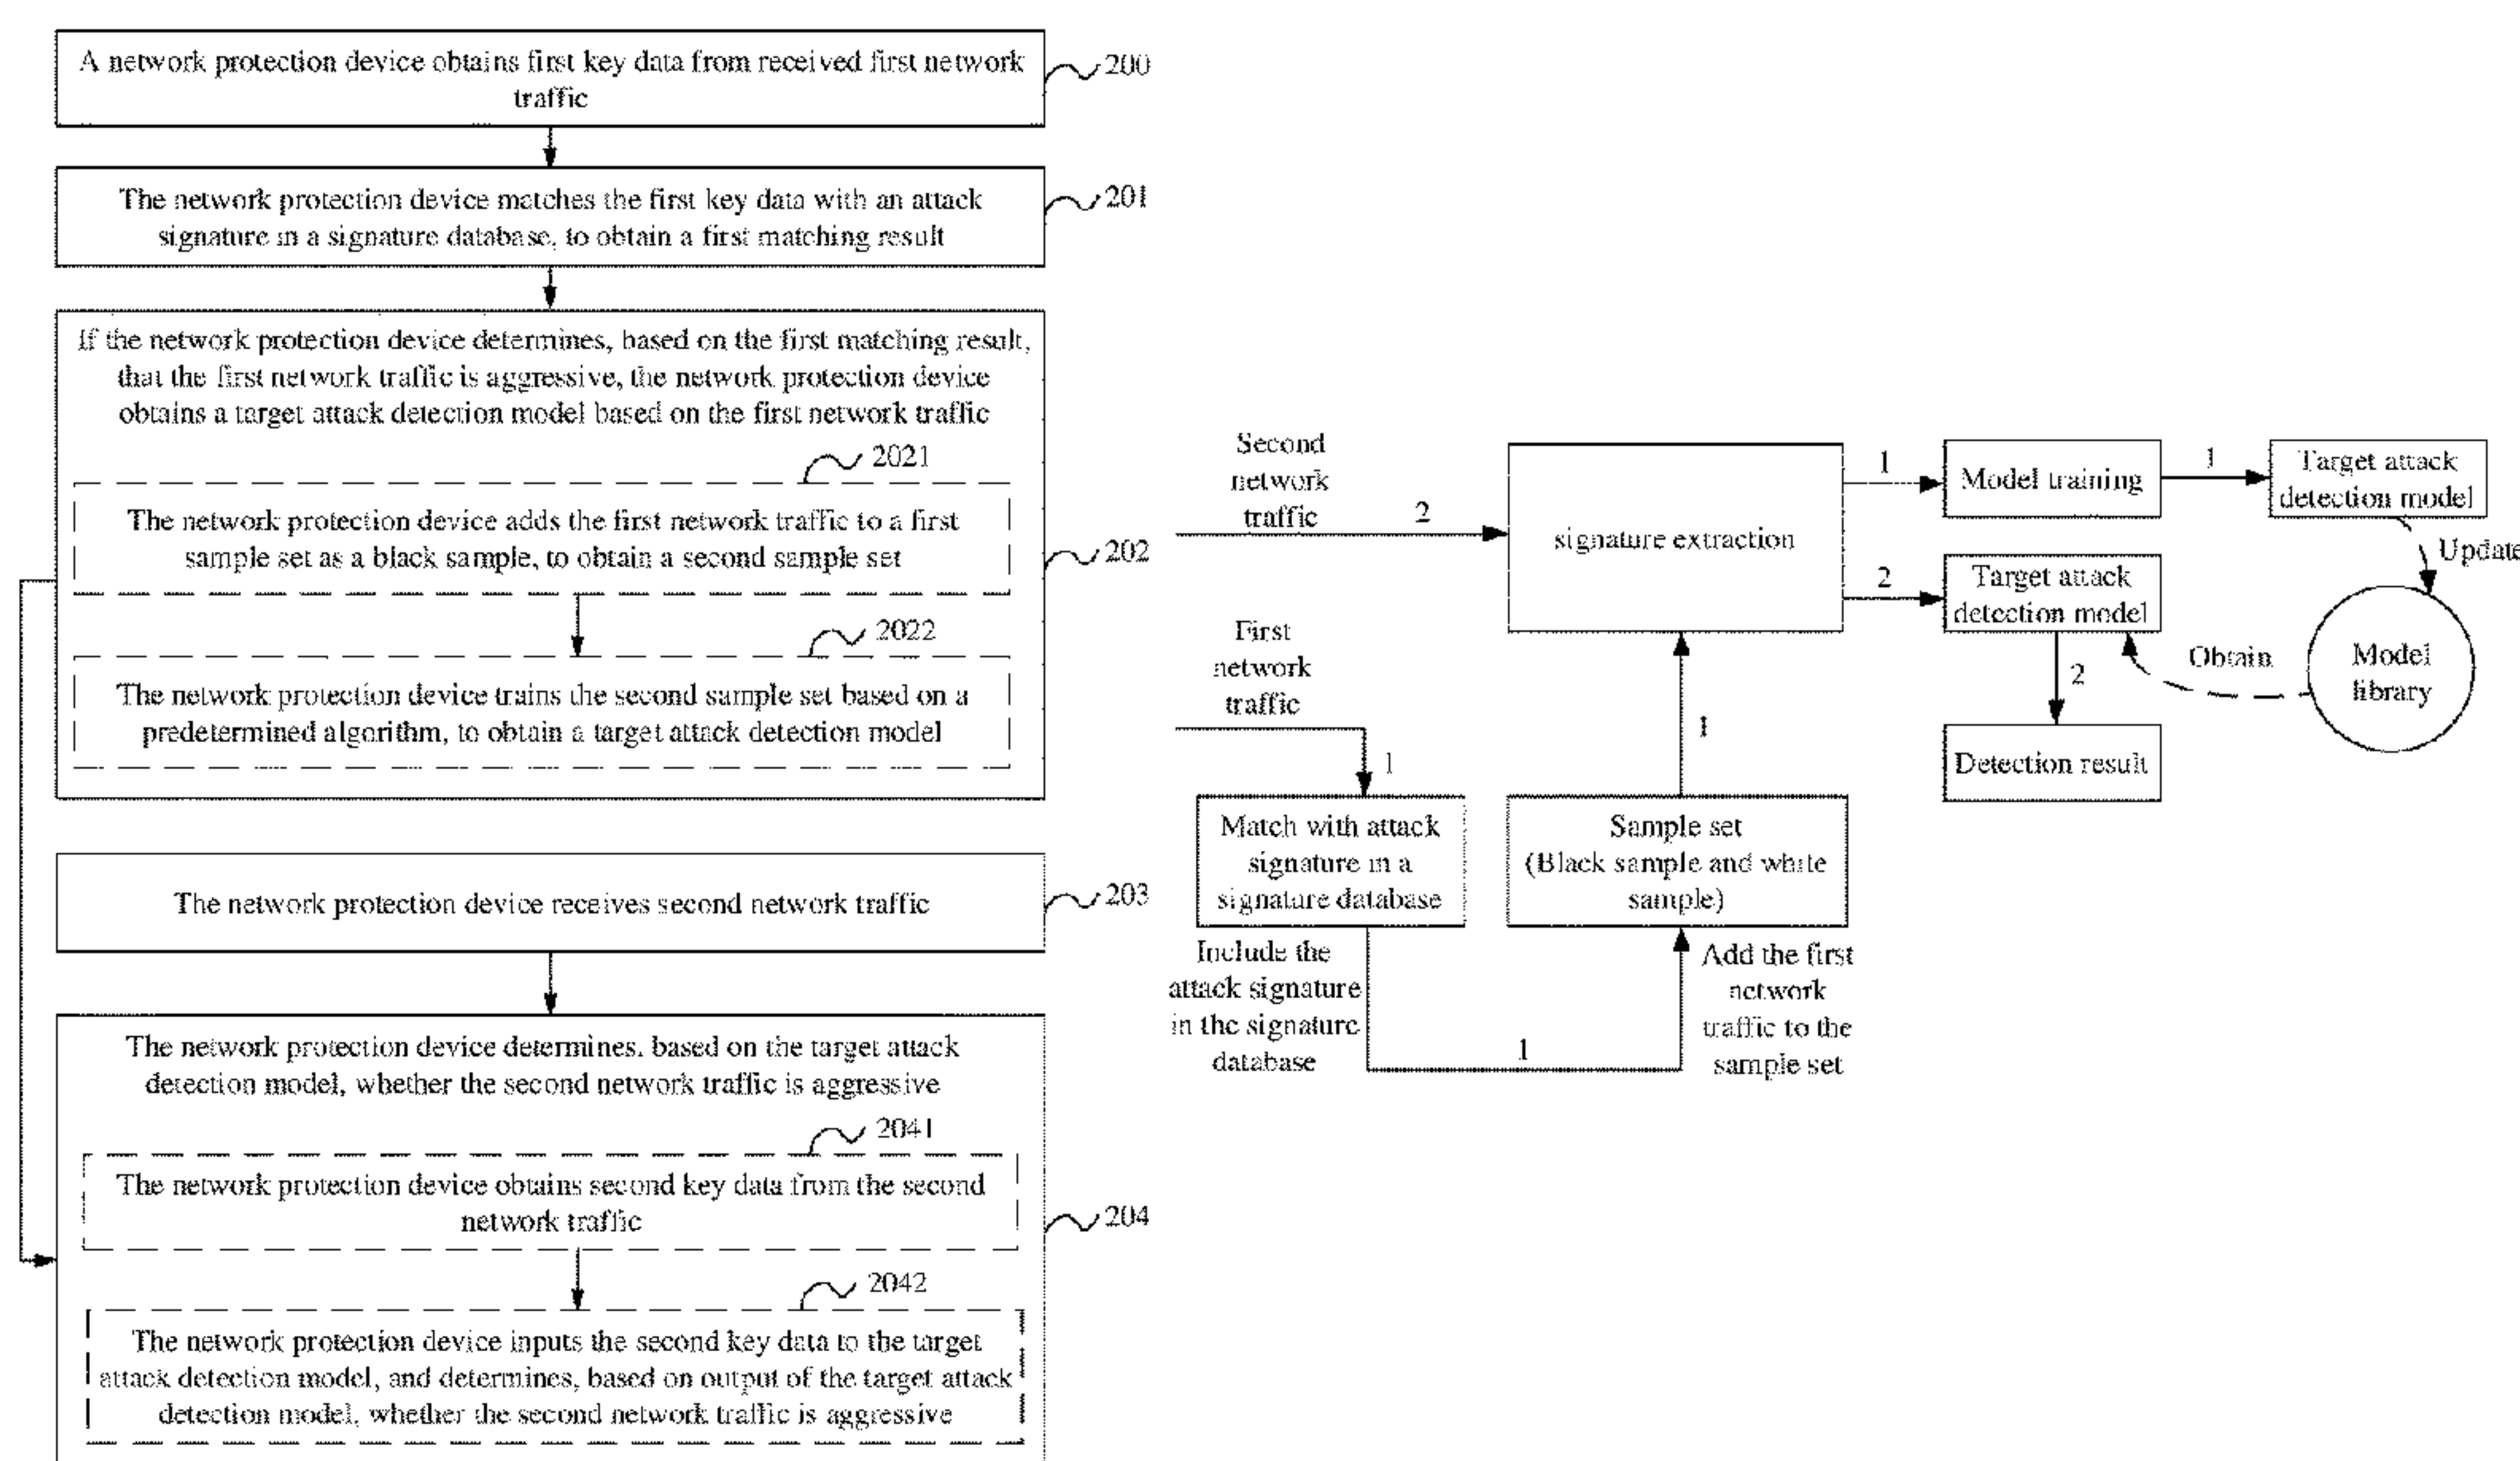 A network protection device obtains first key data from received first network
traffic
200
The network protection device matches the first key data with an attack
signature in a signature database, to obtain a first matching result
201
If the network protection device determines, based on the first matching result,
that the first network traffic is aggressive, the network protection device
obtains a target attack detection model based on the first network traffic
2021
The network protection device adds the first network traffic to a first
sample set as a black sample, to obtain a second sample set
202
2022
The network protection device trains the second sample set based on a
predetermined algorithm, to obtain a target attack detection model
The network protection device receives second network traffic
203
The network protection device determines, based on the target attack
detection model, whether the second network traffic is aggressive
2041
The network protection device obtains second key data from the second
network traffic
204
2042
The network protection device inputs the second key data to the target
attack detection model, and determines, based on output of the target attack
detection model, whether the second network traffic is aggressive
Second
network
traffic
2
signature extraction
1
Model training
1
Target attack
detection model
Update
2
Target attack
detection model
Obtain
Model
library
2
Detection result
First
network
traffic
1
Match with attack
signature in a
signature database
Include the
attack signature
in the signature
database
1
Add the first
network
traffic to the
sample set
Sample set
(Black sample and white
sample)
1